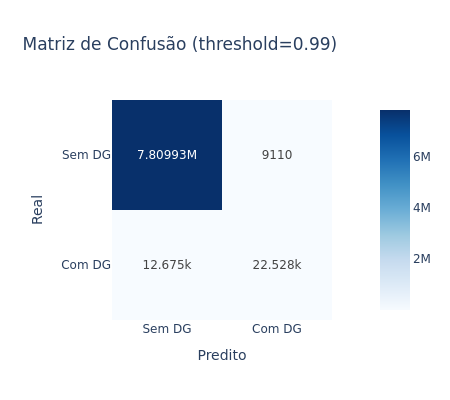 Matriz de Confusão (threshold=0.99)
Sem DG 7.80993M 9110
6M
4M
Real
Com DG 12.675k 22.528k
2M
Sem DG Com DG
Predito